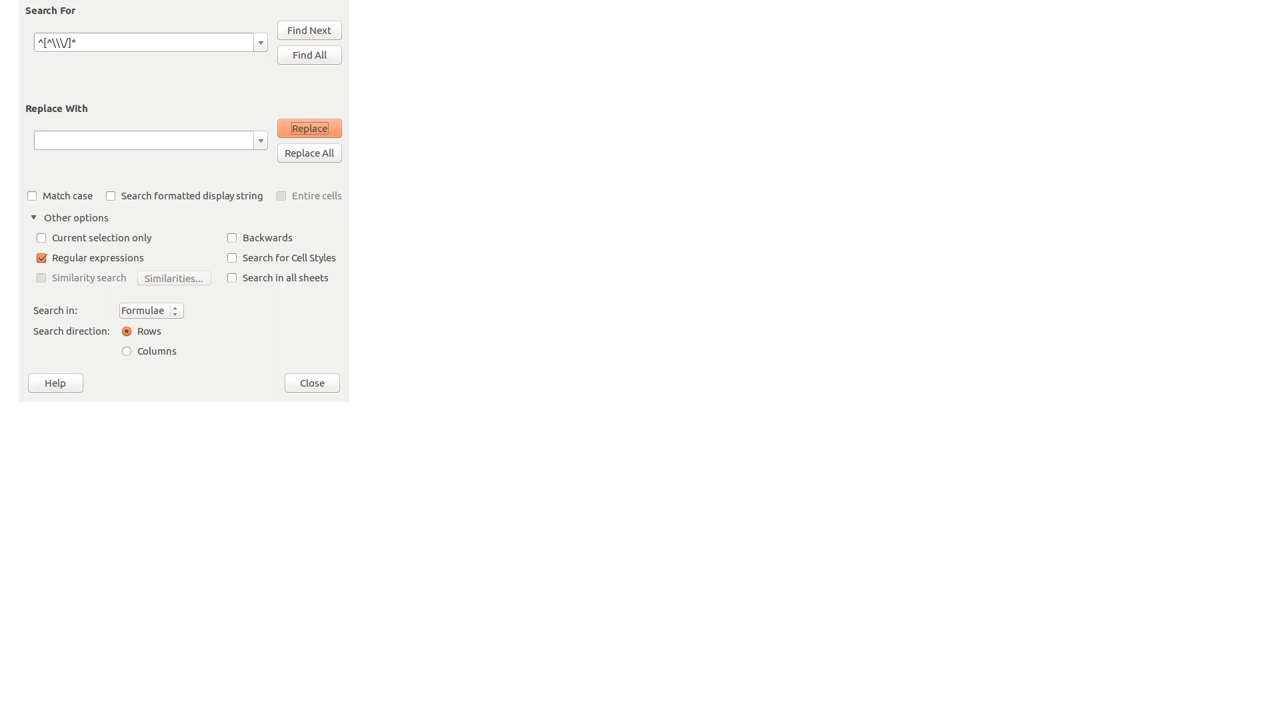 Search For
Find Next
^[^\\\/]*
Find All
Replace With
Replace
Replace All
Match case Search formatted display string Entire cells
Other options
Current selection only Backwards
Regular expressions Search for Cell Styles
Similarity search Similarities... Search in all sheets
Search in: Formulae
Search direction: Rows
Columns
Help Close